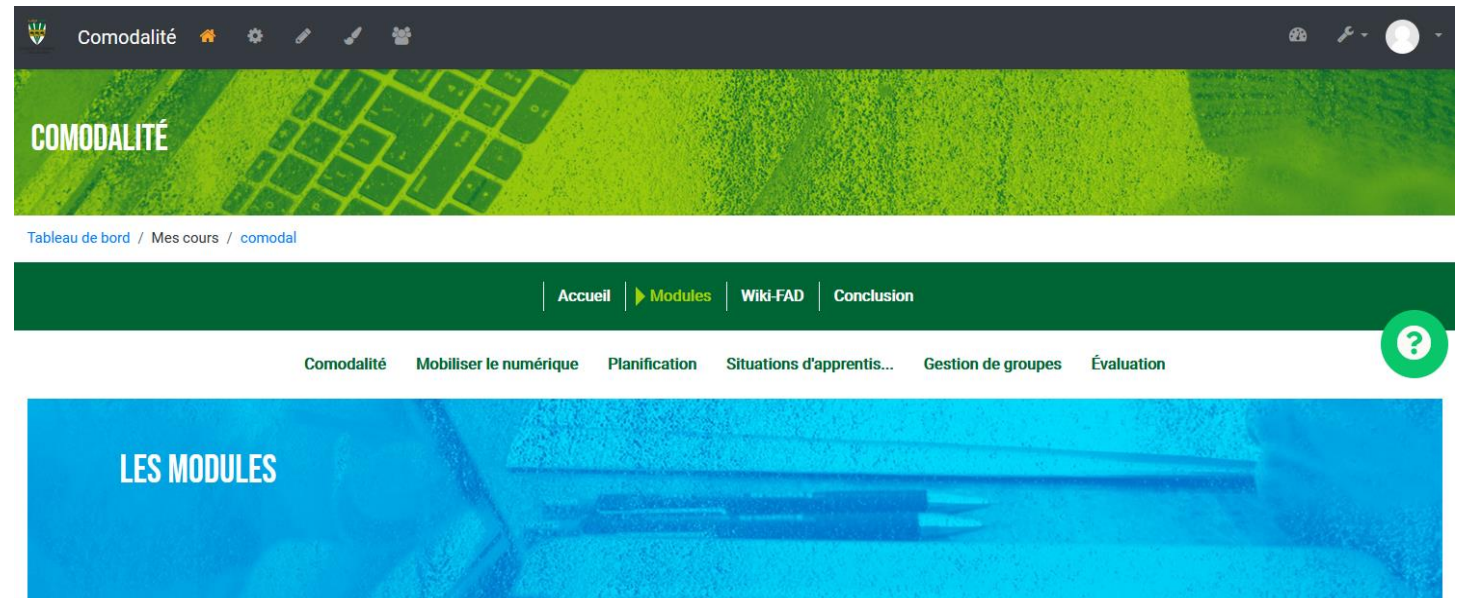 Comodalité
COMODALITÉ
Tableau de bord / Mes cours / comodal
Accueil Modules Wiki-FAD Conclusion
?
Comodalité Mobiliser le numérique Planification Situations d'apprentis... Gestion de groupes Évaluation
LES MODULES